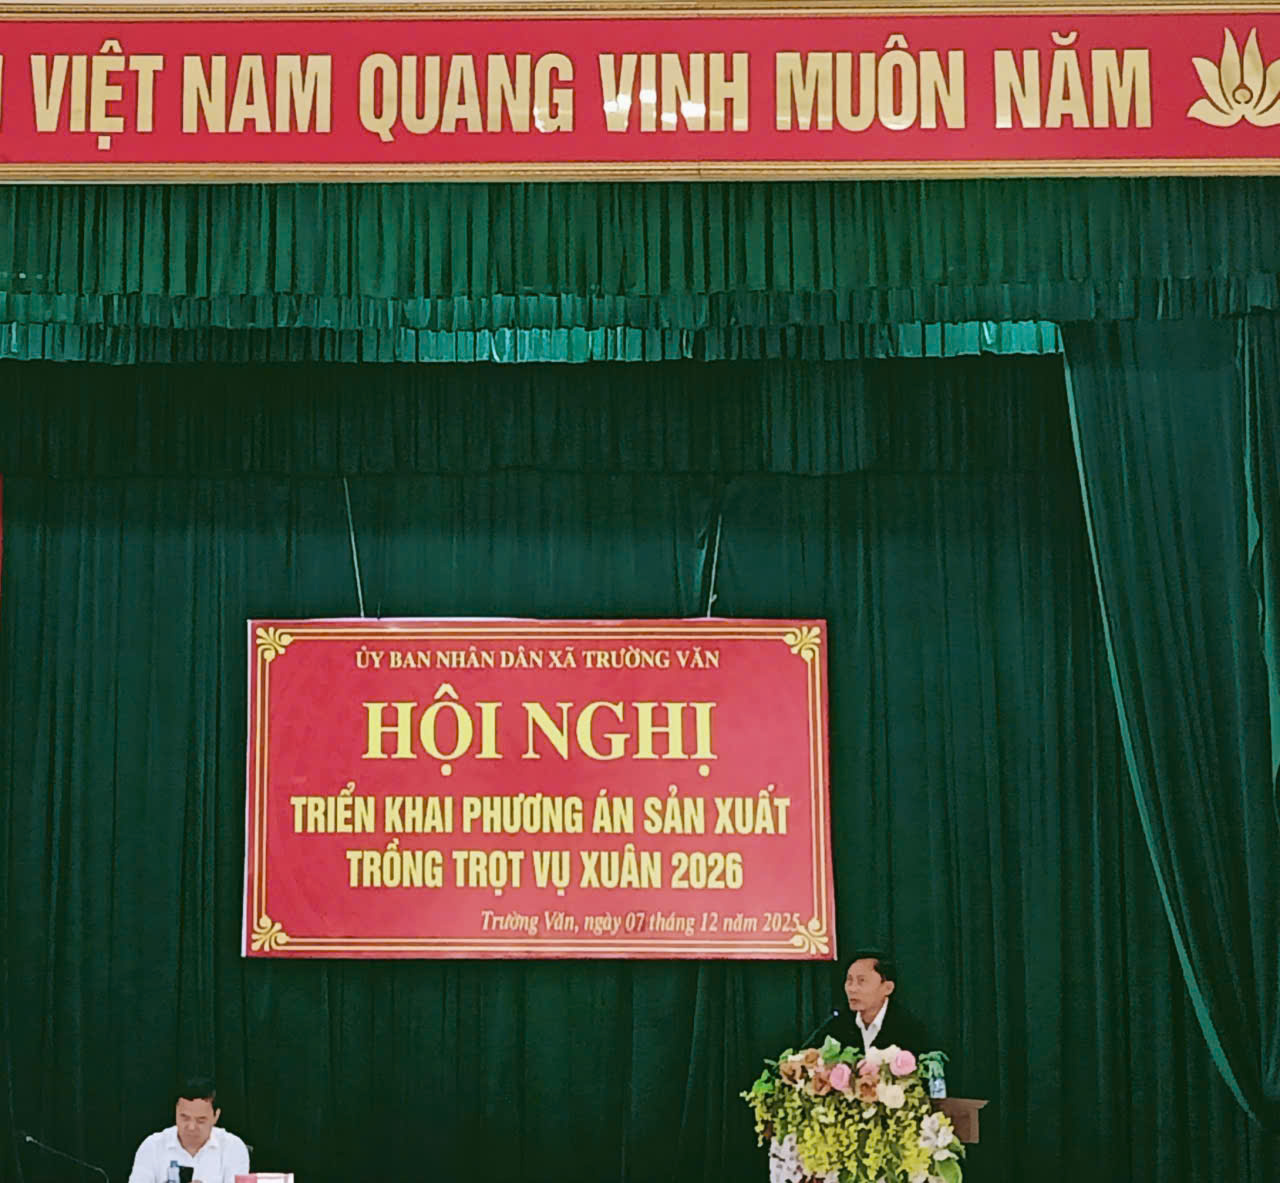 VIỆT NAM QUANG VINH MUÔN NĂM
ỦY BAN NHÂN DÂN XÃ TRƯỜNG VĂN
HỘI NGHỊ
TRIỂN KHAI PHƯƠNG ÁN SẢN XUẤT
TRỒNG TRỌT VỤ XUÂN 2026
Trường Văn, ngày 07 tháng 12 năm 2025